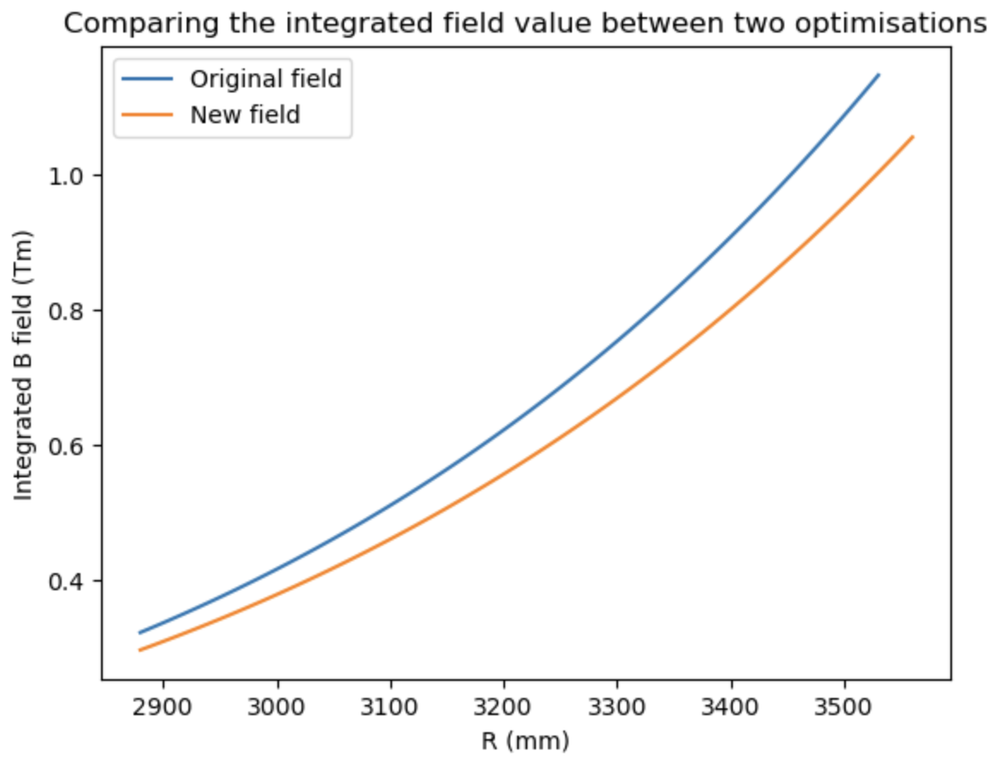 Comparing the integrated field value between two optimisations
Original field
New field
Integrated B field (Tm)
1.0
0.8
0.6
0.4
2900 3000 3100 3200 3300 3400 3500
R (mm)